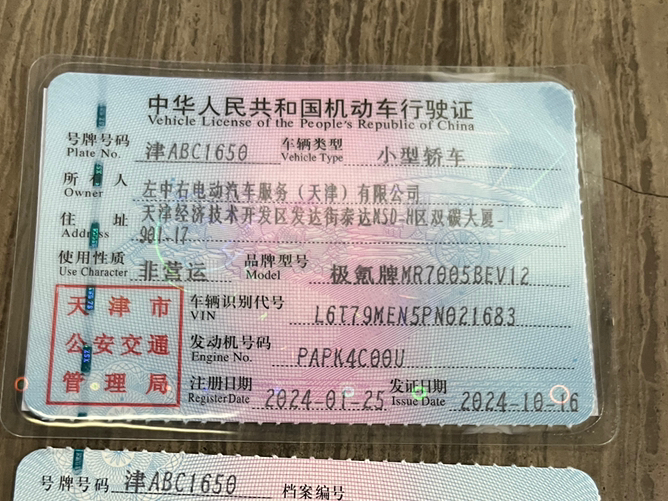 中华人民共和国机动车行驶证
Vehicle License of the People's Republic of China
号牌号码 津ABC1650 车辆类型 小型轿车
Plate No. Vehicle Type
所有人 左中右电动汽车服务（天津）有限公司
Owner
住址 天津经济技术开发区发达街泰达MSD-H区双碳大厦
Address 901-17
使用性质 非营运 品牌型号 极氪牌MR7005BEV12
Use Character Model
天津市
公安交通
管理局
车辆识别代号 L6T79MEN5PN021683
VIN
发动机号码 PAPK4C00U
Engine No.
注册日期 2024-01-25 发证日期 2024-10-16
Register Date Issue Date
号牌号码 津ABC1650 档案编号